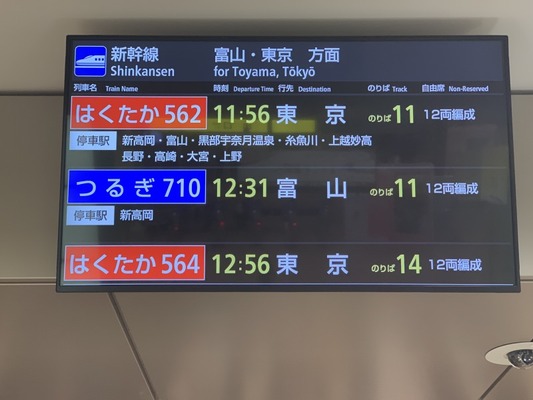 新幹線 富山・東京 方面
Shinkansen for Toyama, Tōkyō
列車名 Train Name 時刻 Departure Time 行先 Destination のりば Track 自由席 Non-Reserved
はくたか 562 11:56 東京 のりば 11 12両編成
停車駅 新高岡・富山・黒部宇奈月温泉・糸魚川・上越妙高
長野・高崎・大宮・上野
つるぎ 710 12:31 富山 のりば 11 12両編成
停車駅 新高岡
はくたか 564 12:56 東京 のりば 14 12両編成